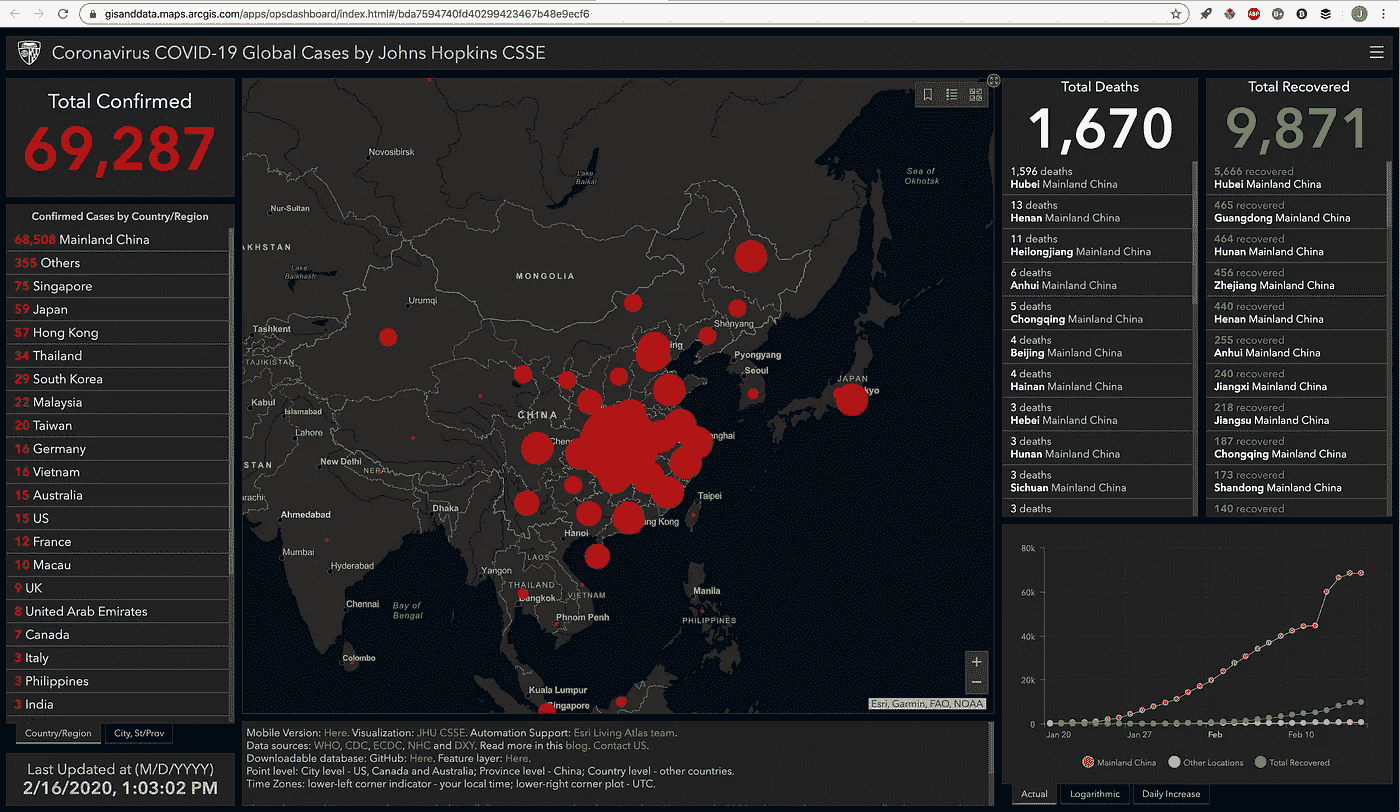 gisanddata.maps.arcgis.com/apps/opsdashboard/index.html#/bda7594740fd40299423467b48e9ecf6
Coronavirus COVID-19 Global Cases by Johns Hopkins CSSE
Total Confirmed
69,287
Confirmed Cases by Country/Region
68,508 Mainland China
355 Others
75 Singapore
59 Japan
57 Hong Kong
34 Thailand
29 South Korea
22 Malaysia
20 Taiwan
16 Germany
16 Vietnam
15 Australia
15 US
12 France
10 Macau
9 UK
8 United Arab Emirates
7 Canada
3 Italy
3 Philippines
3 India
Country/Region
City, St/Prov
Last Updated at (M/D/YYYY)
2/16/2020, 1:03:02 PM
Novosibirsk
Lake
Baikal
Sea of
Okhotsk
Nur-Sultan
AKHSTAN
Lake
Balkhash
MONGOLIA
Urumqi
Tashkent
TAJIKISTAN
Shenyang
ing
Pyongyang
Seoul
JAPAN
kyo
Kabul
Islamabad
Lahore
CHINA
Cheng
nghai
STAN
New Delhi
NEPAL
arachi
Taipei
Ahmedabad
Dhaka
ng Kong
Hanoi
Mumbai
Hyderabad
LAOS
Yangon
THAILAND
Bangkok
VIETNAM
Manila
PHILIPPINES
Chennai
Bay of
Bengal
Phnom Penh
Colombo
Kuala Lumpur
Singapore
+
−
Esri, Garmin, FAO, NOAA
Mobile Version: Here. Visualization: JHU CSSE. Automation Support: Esri Living Atlas team.
Data sources: WHO, CDC, ECDC, NHC and DXY. Read more in this blog. Contact US.
Downloadable database: GitHub: Here. Feature layer: Here.
Point level: City level - US, Canada and Australia; Province level - China; Country level - other countries.
Time Zones: lower-left corner indicator - your local time; lower-right corner plot - UTC.
Total Deaths
1,670
1,596 deaths
Hubei Mainland China
13 deaths
Henan Mainland China
11 deaths
Heilongjiang Mainland China
6 deaths
Anhui Mainland China
5 deaths
Chongqing Mainland China
4 deaths
Beijing Mainland China
4 deaths
Hainan Mainland China
3 deaths
Hebei Mainland China
3 deaths
Hunan Mainland China
3 deaths
Sichuan Mainland China
3 deaths
Total Recovered
9,871
5,666 recovered
Hubei Mainland China
465 recovered
Guangdong Mainland China
464 recovered
Hunan Mainland China
456 recovered
Zhejiang Mainland China
440 recovered
Henan Mainland China
255 recovered
Anhui Mainland China
240 recovered
Jiangxi Mainland China
218 recovered
Jiangsu Mainland China
187 recovered
Chongqing Mainland China
173 recovered
Shandong Mainland China
140 recovered
80k
60k
40k
20k
0
Jan 20
Jan 27
Feb
Feb 10
Mainland China
Other Locations
Total Recovered
Actual
Logarithmic
Daily Increase